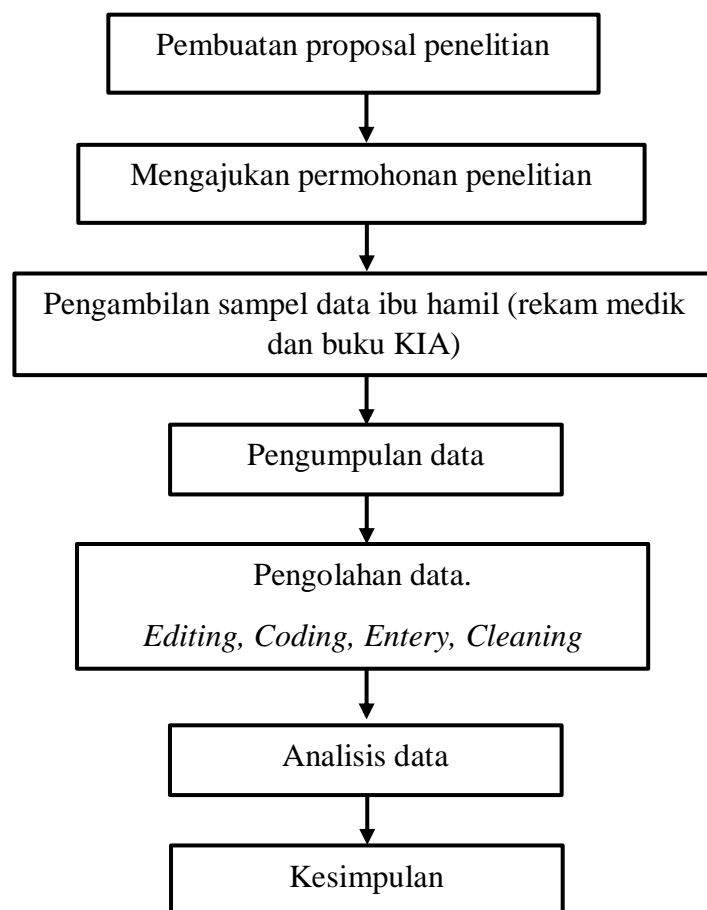 Pembuatan proposal penelitian
Mengajukan permohonan penelitian
Pengambilan sampel data ibu hamil (rekam medik
dan buku KIA)
Pengumpulan data
Pengolahan data.
Editing, Coding, Entery, Cleaning
Analisis data
Kesimpulan